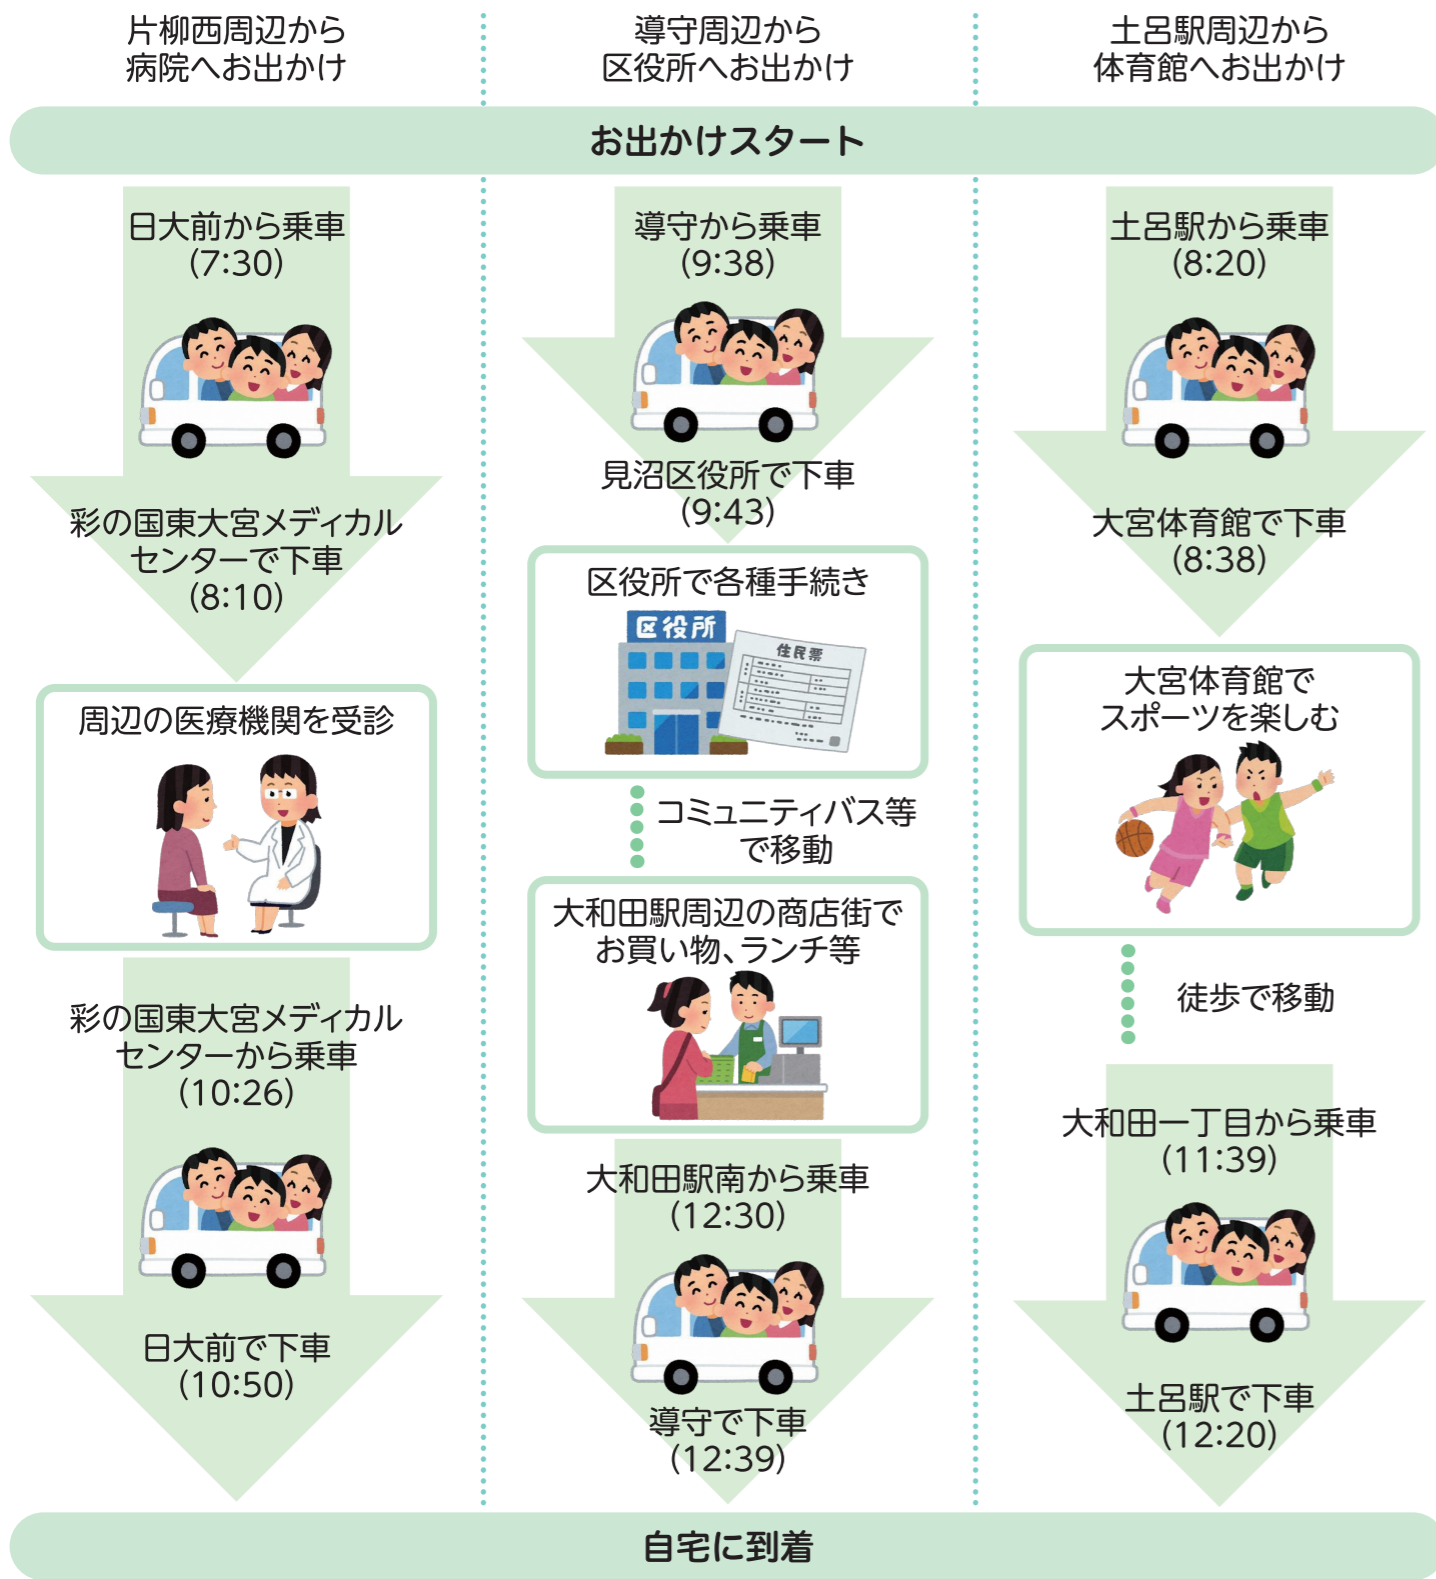 片柳西周辺から
病院へお出かけ
導守周辺から
区役所へお出かけ
土呂駅周辺から
体育館へお出かけ
お出かけスタート
日大前から乗車
(7:30)
彩の国東大宮メディカル
センターで下車
(8:10)
周辺の医療機関を受診
彩の国東大宮メディカル
センターから乗車
(10:26)
日大前で下車
(10:50)
導守から乗車
(9:38)
見沼区役所で下車
(9:43)
区役所で各種手続き
区役所
住民票
コミュニティバス等
で移動
大和田駅周辺の商店街で
お買い物、ランチ等
大和田駅南から乗車
(12:30)
導守で下車
(12:39)
土呂駅から乗車
(8:20)
大宮体育館で下車
(8:38)
大宮体育館で
スポーツを楽しむ
徒歩で移動
大和田一丁目から乗車
(11:39)
土呂駅で下車
(12:20)
自宅に到着